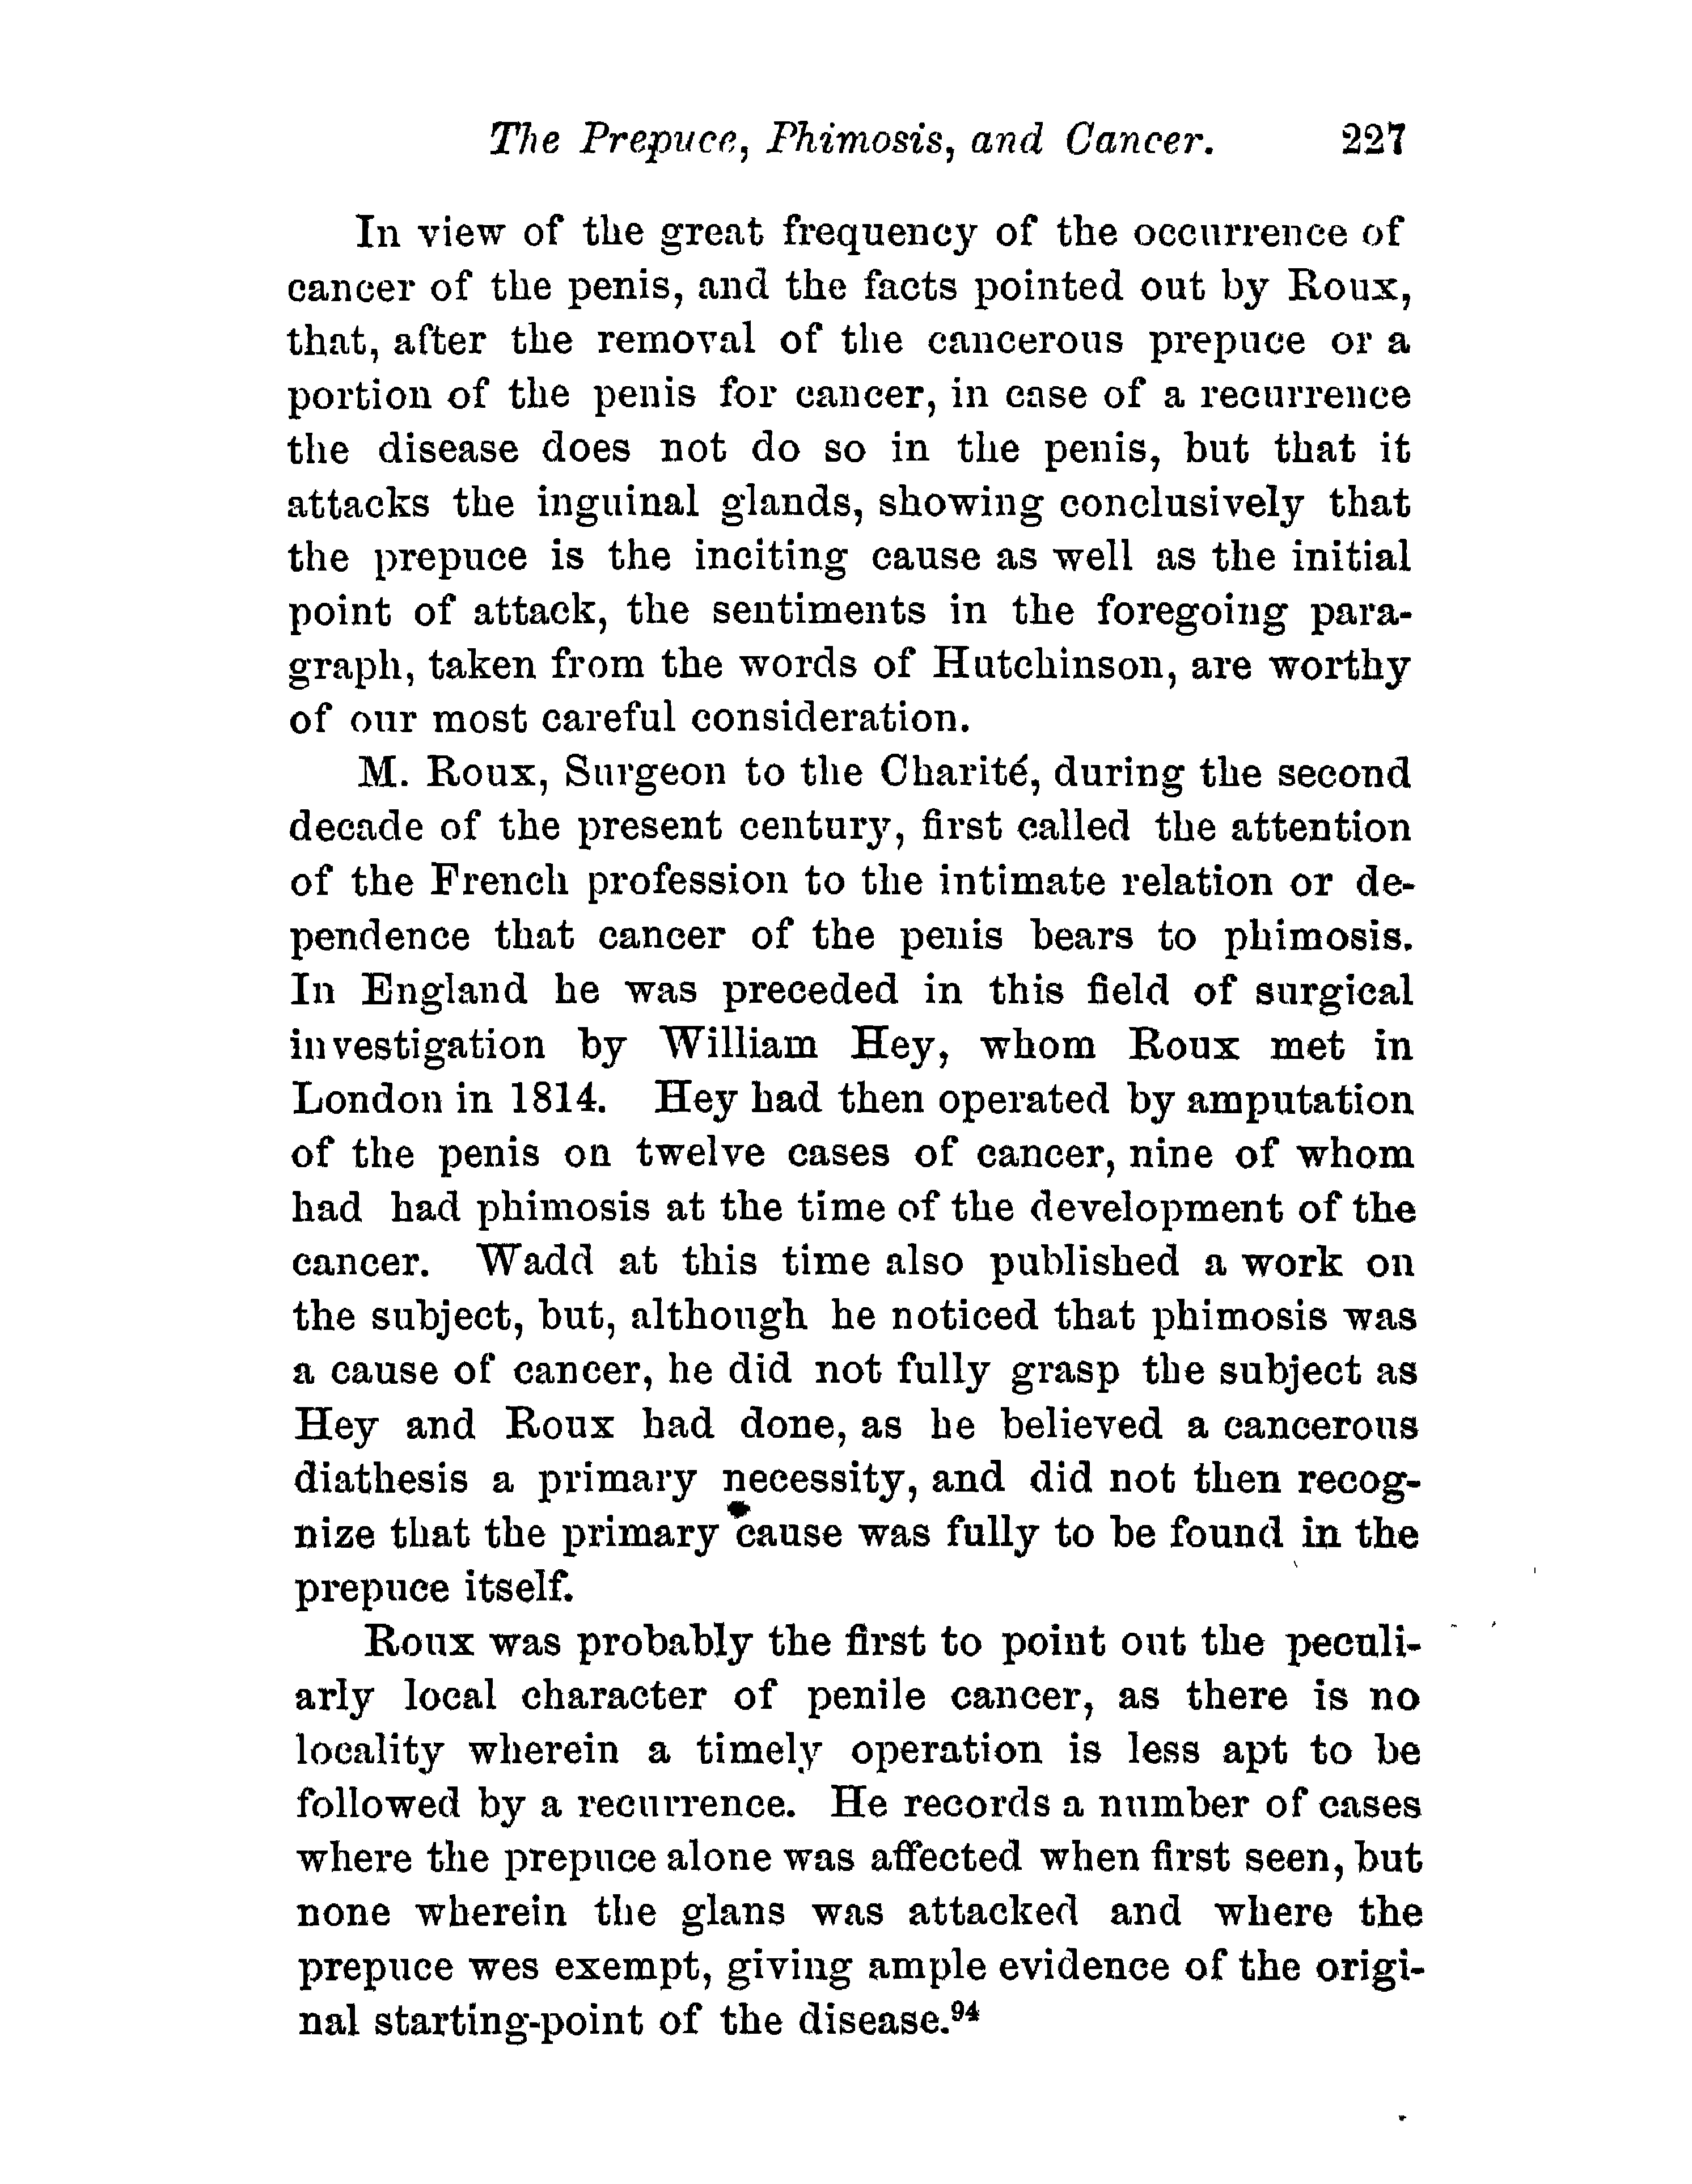 The Prepuce, Phimosis, and Cancer. 227
In view of the great frequency of the occurrence of
cancer of the penis, and the facts pointed out by Roux,
that, after the removal of the cancerous prepuce or a
portion of the penis for cancer, in case of a recurrence
the disease does not do so in the penis, but that it
attacks the inguinal glands, showing conclusively that
the prepuce is the inciting cause as well as the initial
point of attack, the sentiments in the foregoing para-
graph, taken from the words of Hutchinson, are worthy
of our most careful consideration.
M. Roux, Surgeon to the Charité, during the second
decade of the present century, first called the attention
of the French profession to the intimate relation or de-
pendence that cancer of the penis bears to phimosis.
In England he was preceded in this field of surgical
investigation by William Hey, whom Roux met in
London in 1814. Hey had then operated by amputation
of the penis on twelve cases of cancer, nine of whom
had had phimosis at the time of the development of the
cancer. Wadd at this time also published a work on
the subject, but, although he noticed that phimosis was
a cause of cancer, he did not fully grasp the subject as
Hey and Roux had done, as he believed a cancerous
diathesis a primary necessity, and did not then recog-
nize that the primary cause was fully to be found in the
prepuce itself.
Roux was probably the first to point out the peculi-
arly local character of penile cancer, as there is no
locality wherein a timely operation is less apt to be
followed by a recurrence. He records a number of cases
where the prepuce alone was affected when first seen, but
none wherein the glans was attacked and where the
prepuce wes exempt, giving ample evidence of the origi-
nal starting-point of the disease.94